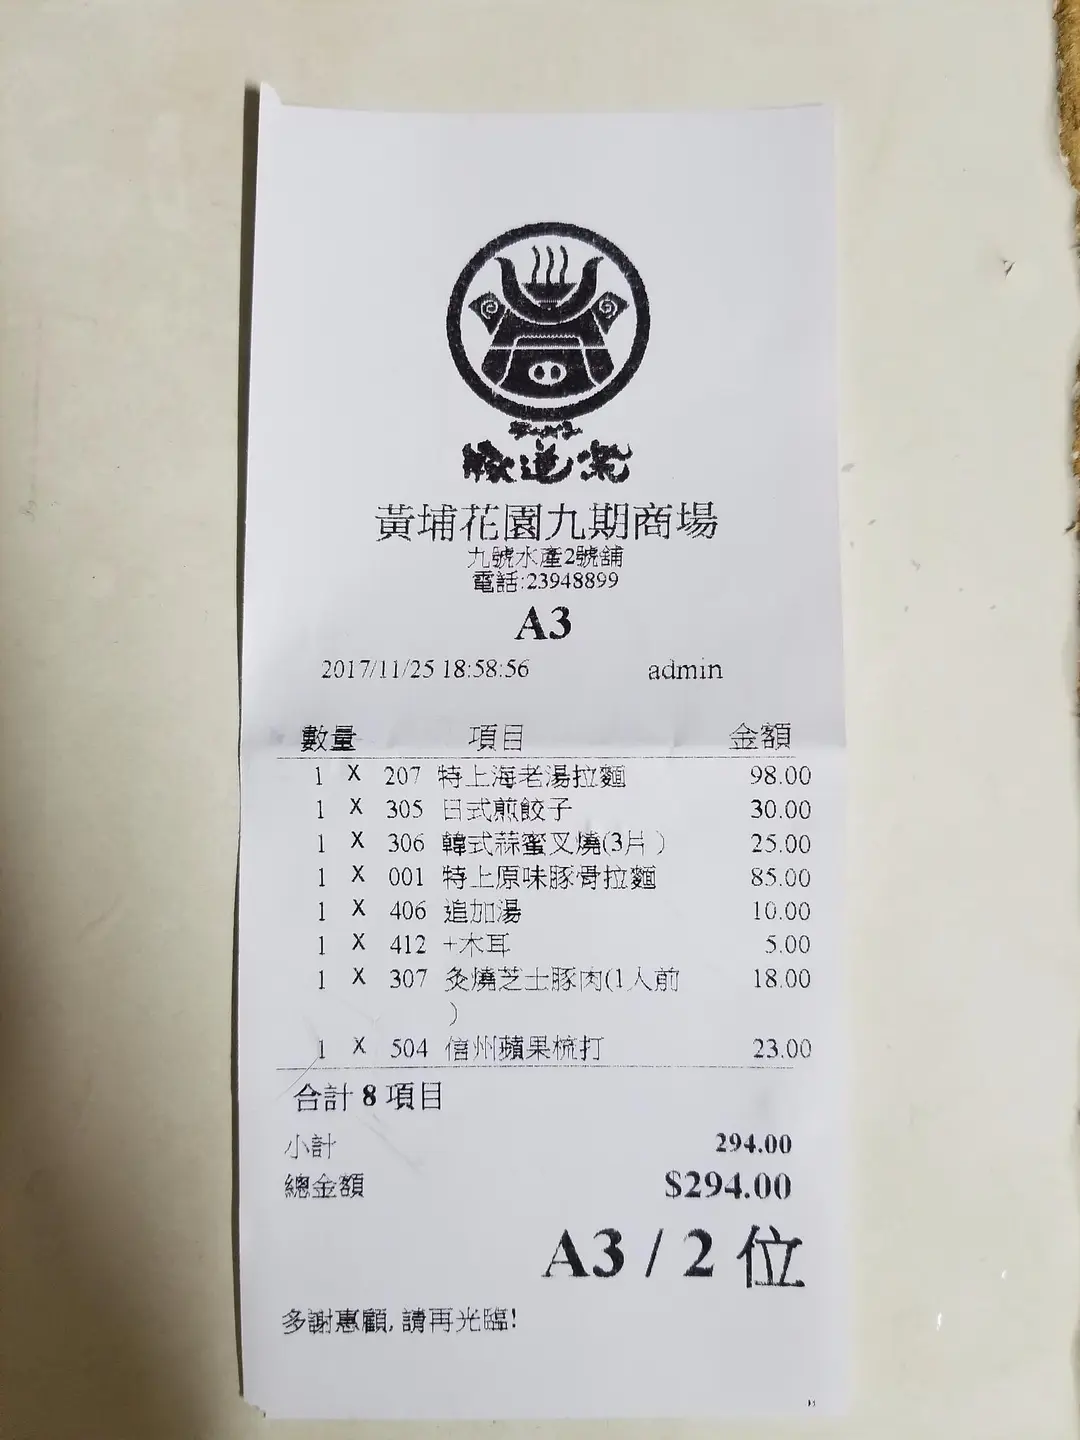 黃埔花園九期商場
九號水產2號舖
電話:23948899
A3
2017/11/25 18:58:56 admin
數量 項目 金額
1 X 207 特上海老湯拉麵 98.00
1 X 305 日式煎餃子 30.00
1 X 306 韓式蒜蜜叉燒(3片) 25.00
1 X 001 特上原味豚骨拉麵 85.00
1 X 406 追加湯 10.00
1 X 412 +木耳 5.00
1 X 307 炙燒芝士豚肉(1人前 18.00
)
1 X 504 信州蘋果梳打 23.00
合計 8 項目
小計 294.00
總金額 $294.00
A3 / 2 位
多謝惠顧, 請再光臨!